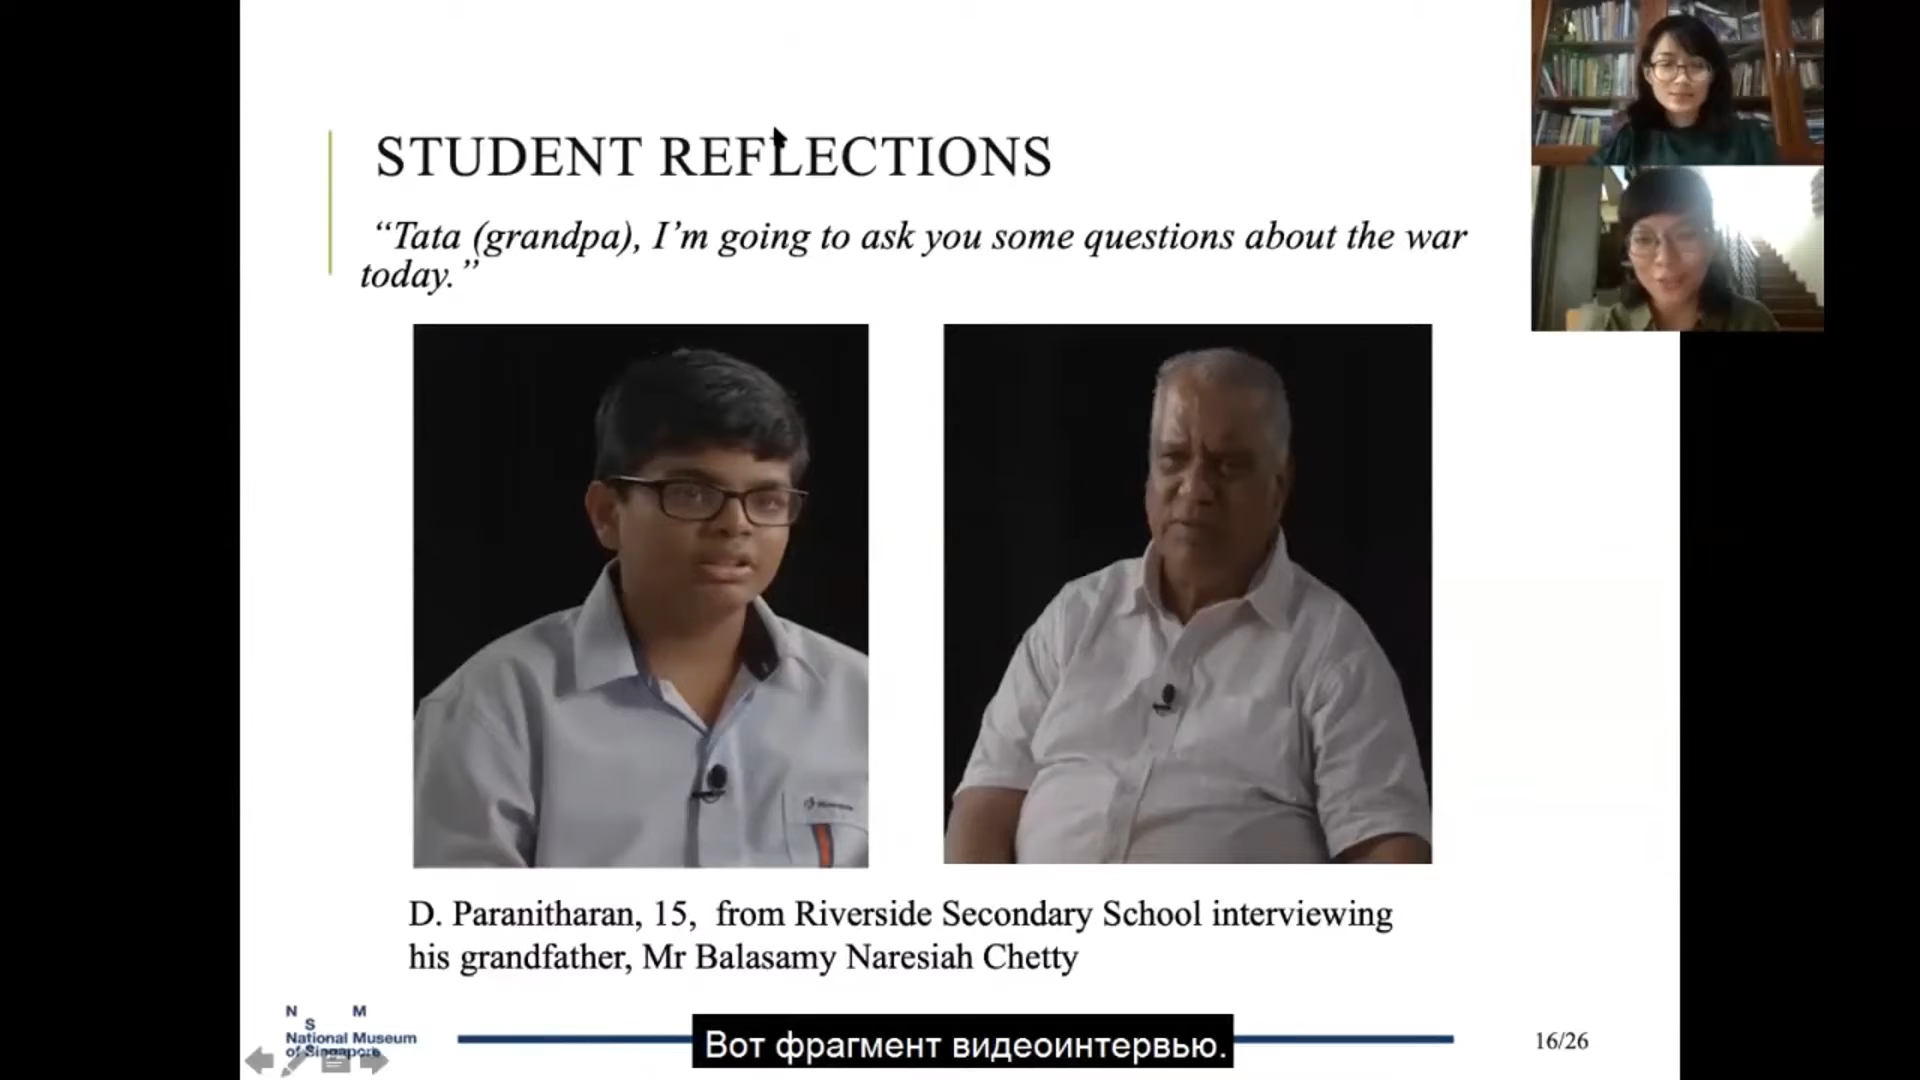 STUDENT REFLECTIONS
“Tata (grandpa), I’m going to ask you some questions about the war
today.”
D. Paranitharan, 15, from Riverside Secondary School interviewing
his grandfather, Mr Balasamy Naresiah Chetty
N M
S
National Museum
of Singapore
Вот фрагмент видеоинтервью.
16/26